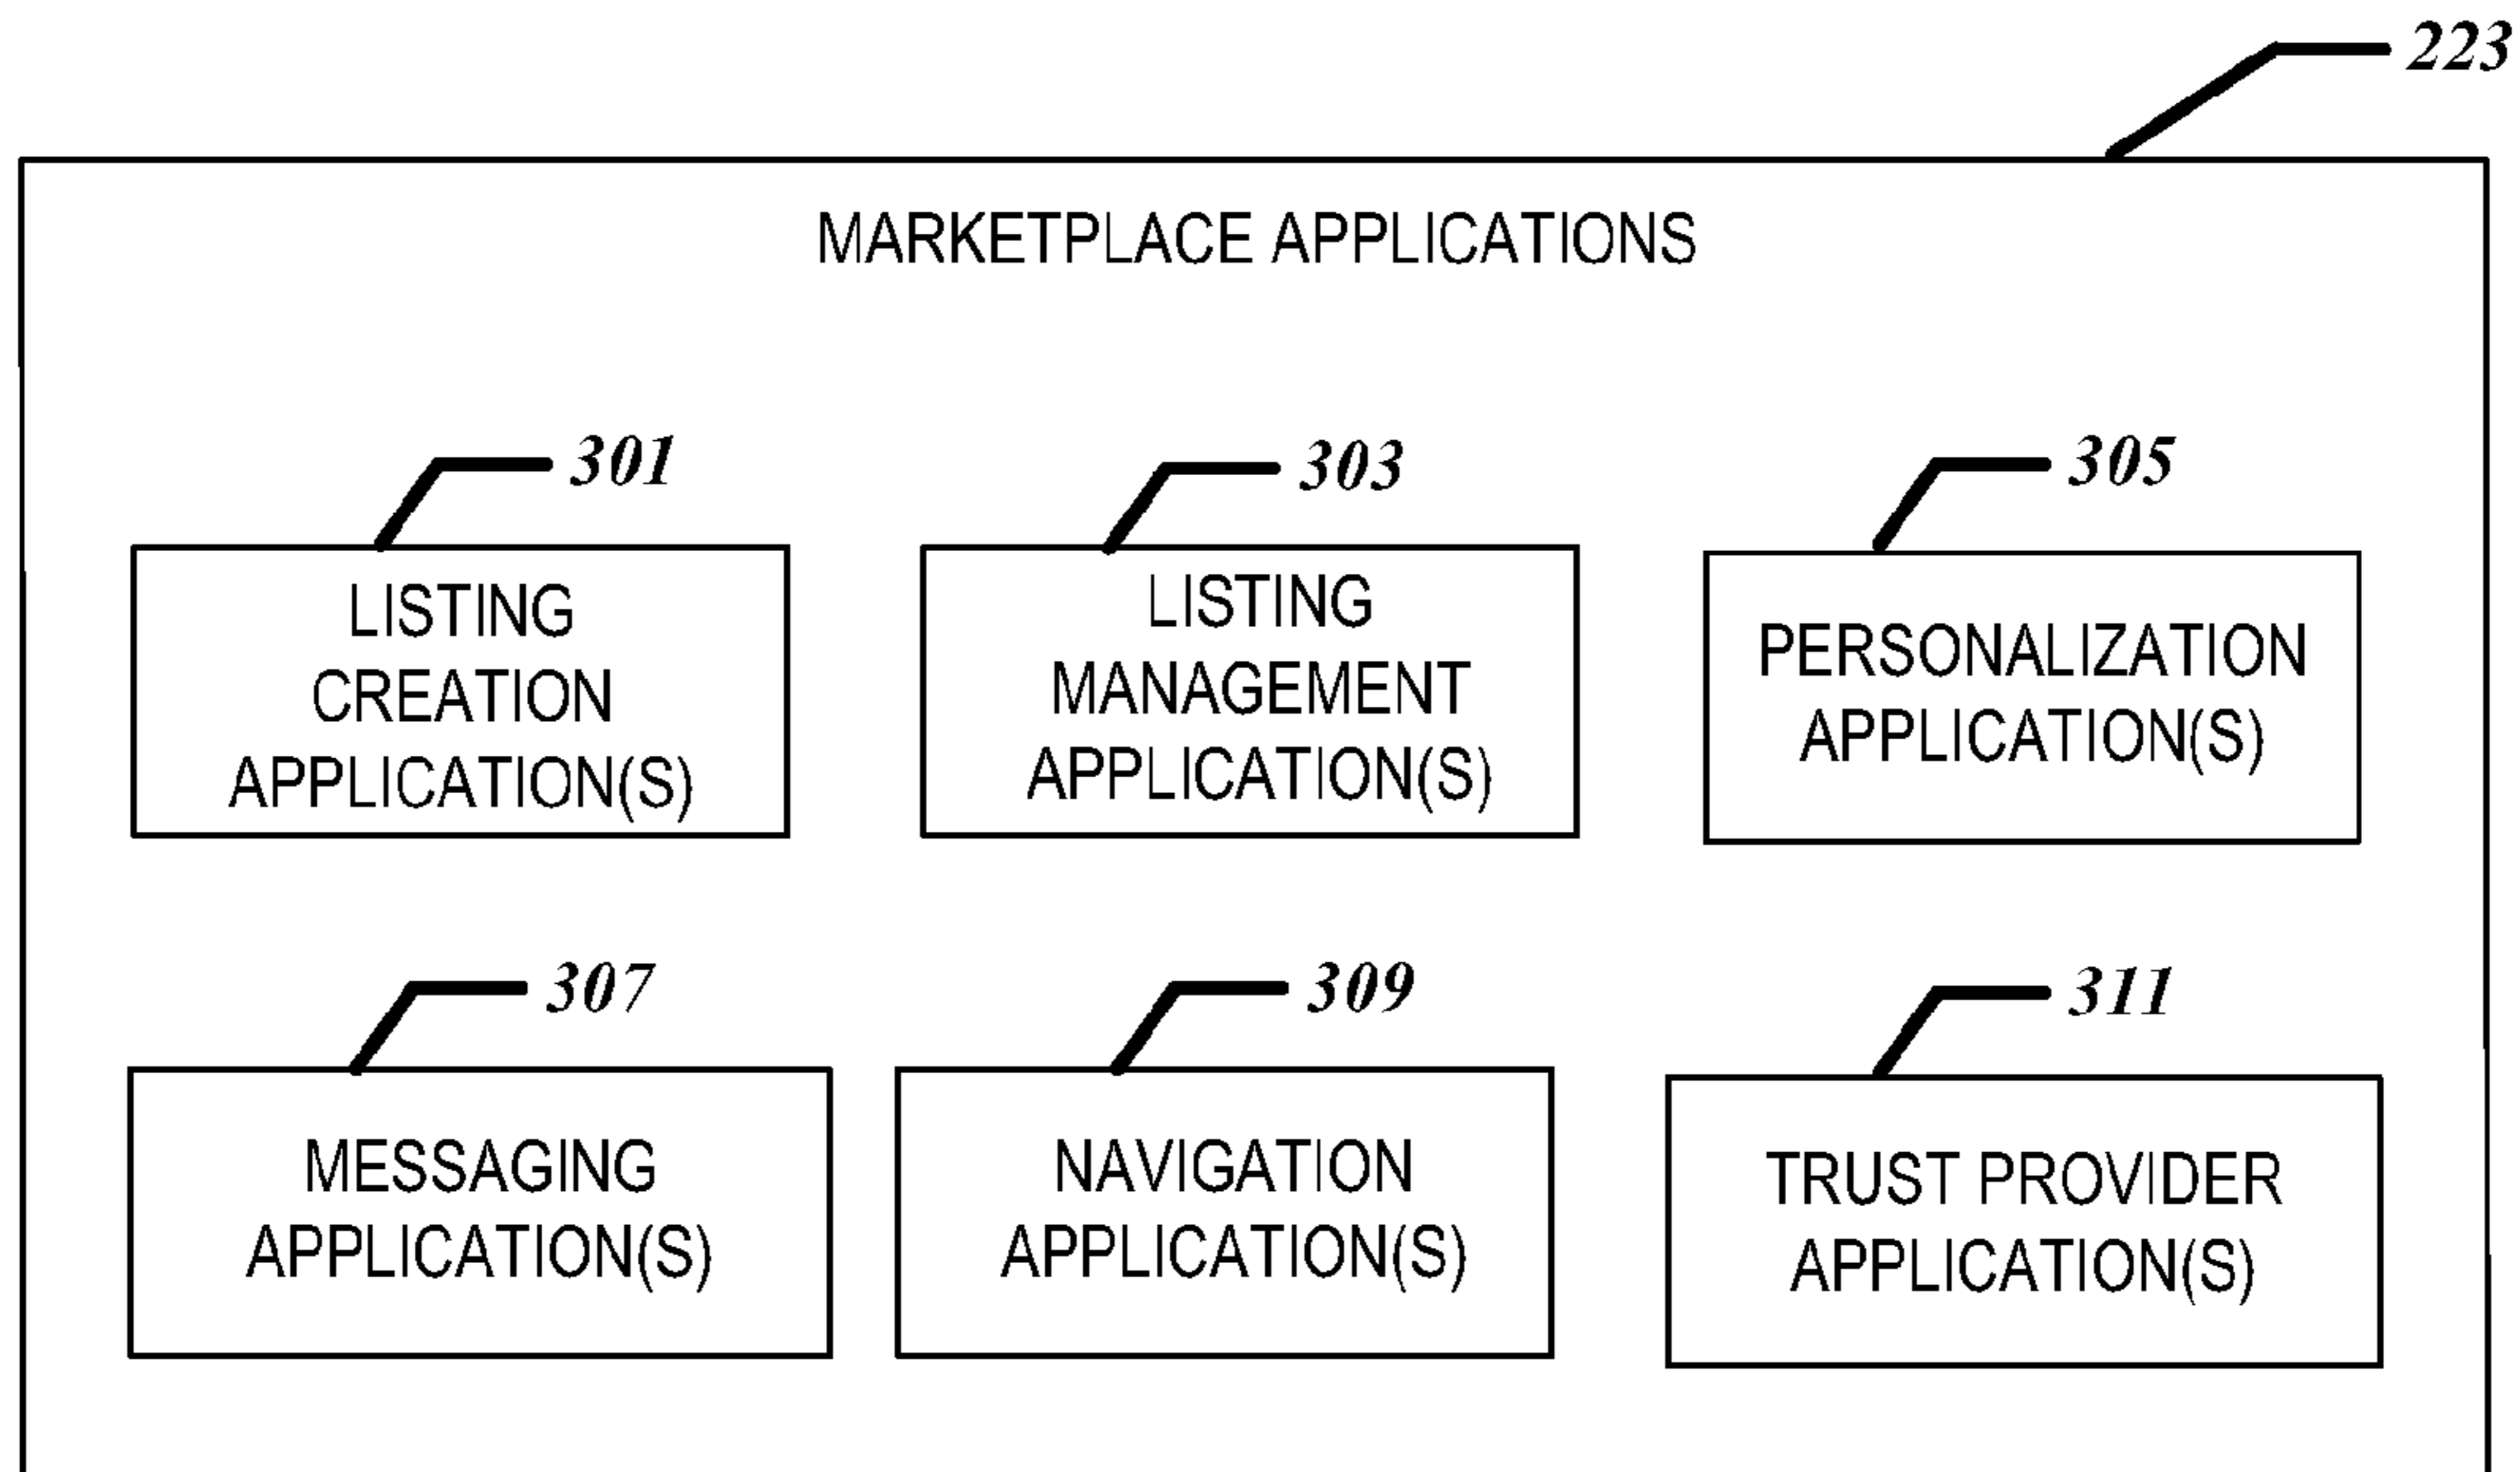 223
MARKETPLACE APPLICATIONS
301
LISTING
CREATION
APPLICATION(S)
303
LISTING
MANAGEMENT
APPLICATION(S)
305
PERSONALIZATION
APPLICATION(S)
307
MESSAGING
APPLICATION(S)
309
NAVIGATION
APPLICATION(S)
311
TRUST PROVIDER
APPLICATION(S)